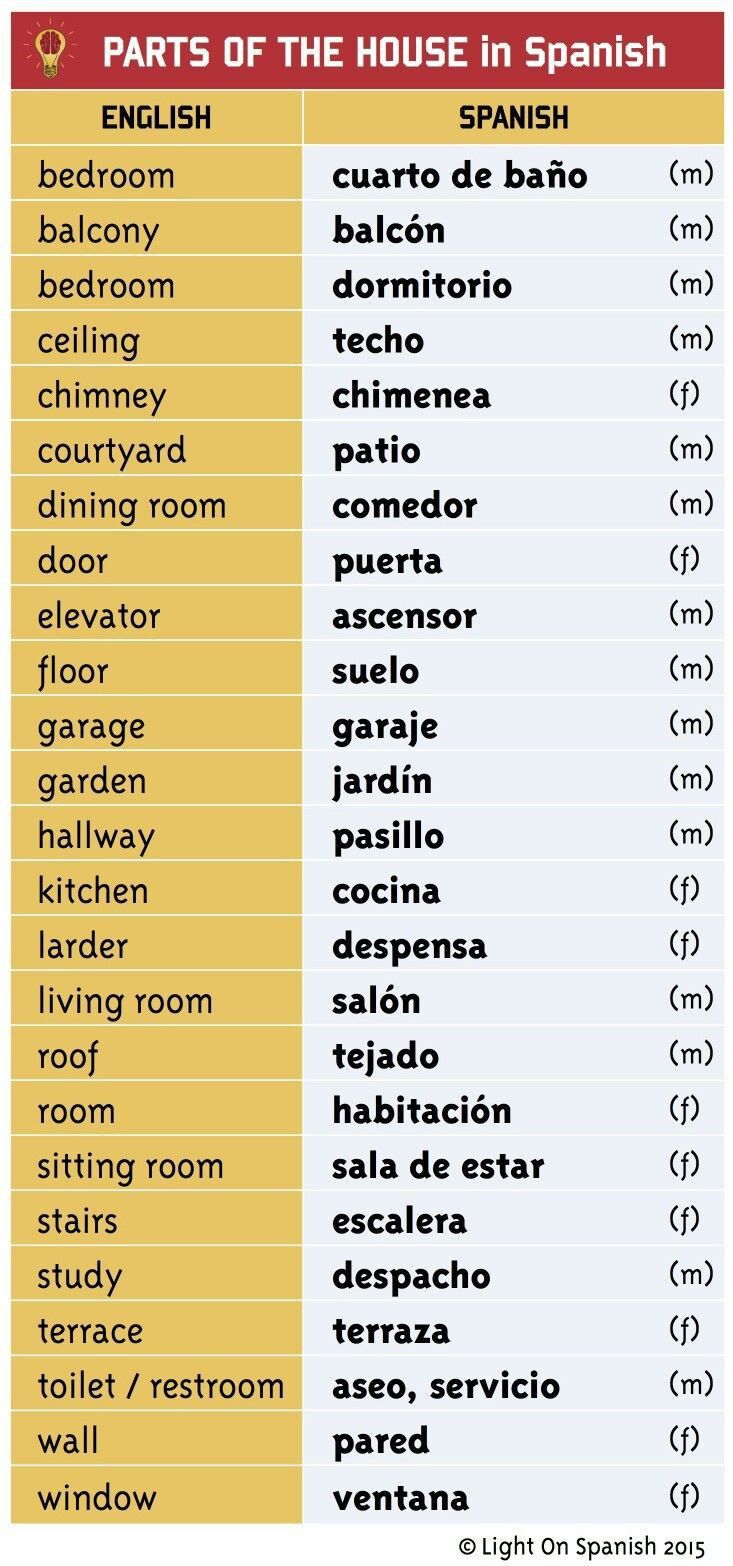 PARTS OF THE HOUSE in Spanish
ENGLISH SPANISH
bedroom cuarto de baño (m)
balcony balcón (m)
bedroom dormitorio (m)
ceiling techo (m)
chimney chimenea (f)
courtyard patio (m)
dining room comedor (m)
door puerta (f)
elevator ascensor (m)
floor suelo (m)
garage garaje (m)
garden jardín (m)
hallway pasillo (m)
kitchen cocina (f)
larder despensa (f)
living room salón (m)
roof tejado (m)
room habitación (f)
sitting room sala de estar (f)
stairs escalera (f)
study despacho (m)
terrace terraza (f)
toilet / restroom aseo, servicio (m)
wall pared (f)
window ventana (f)
© Light On Spanish 2015